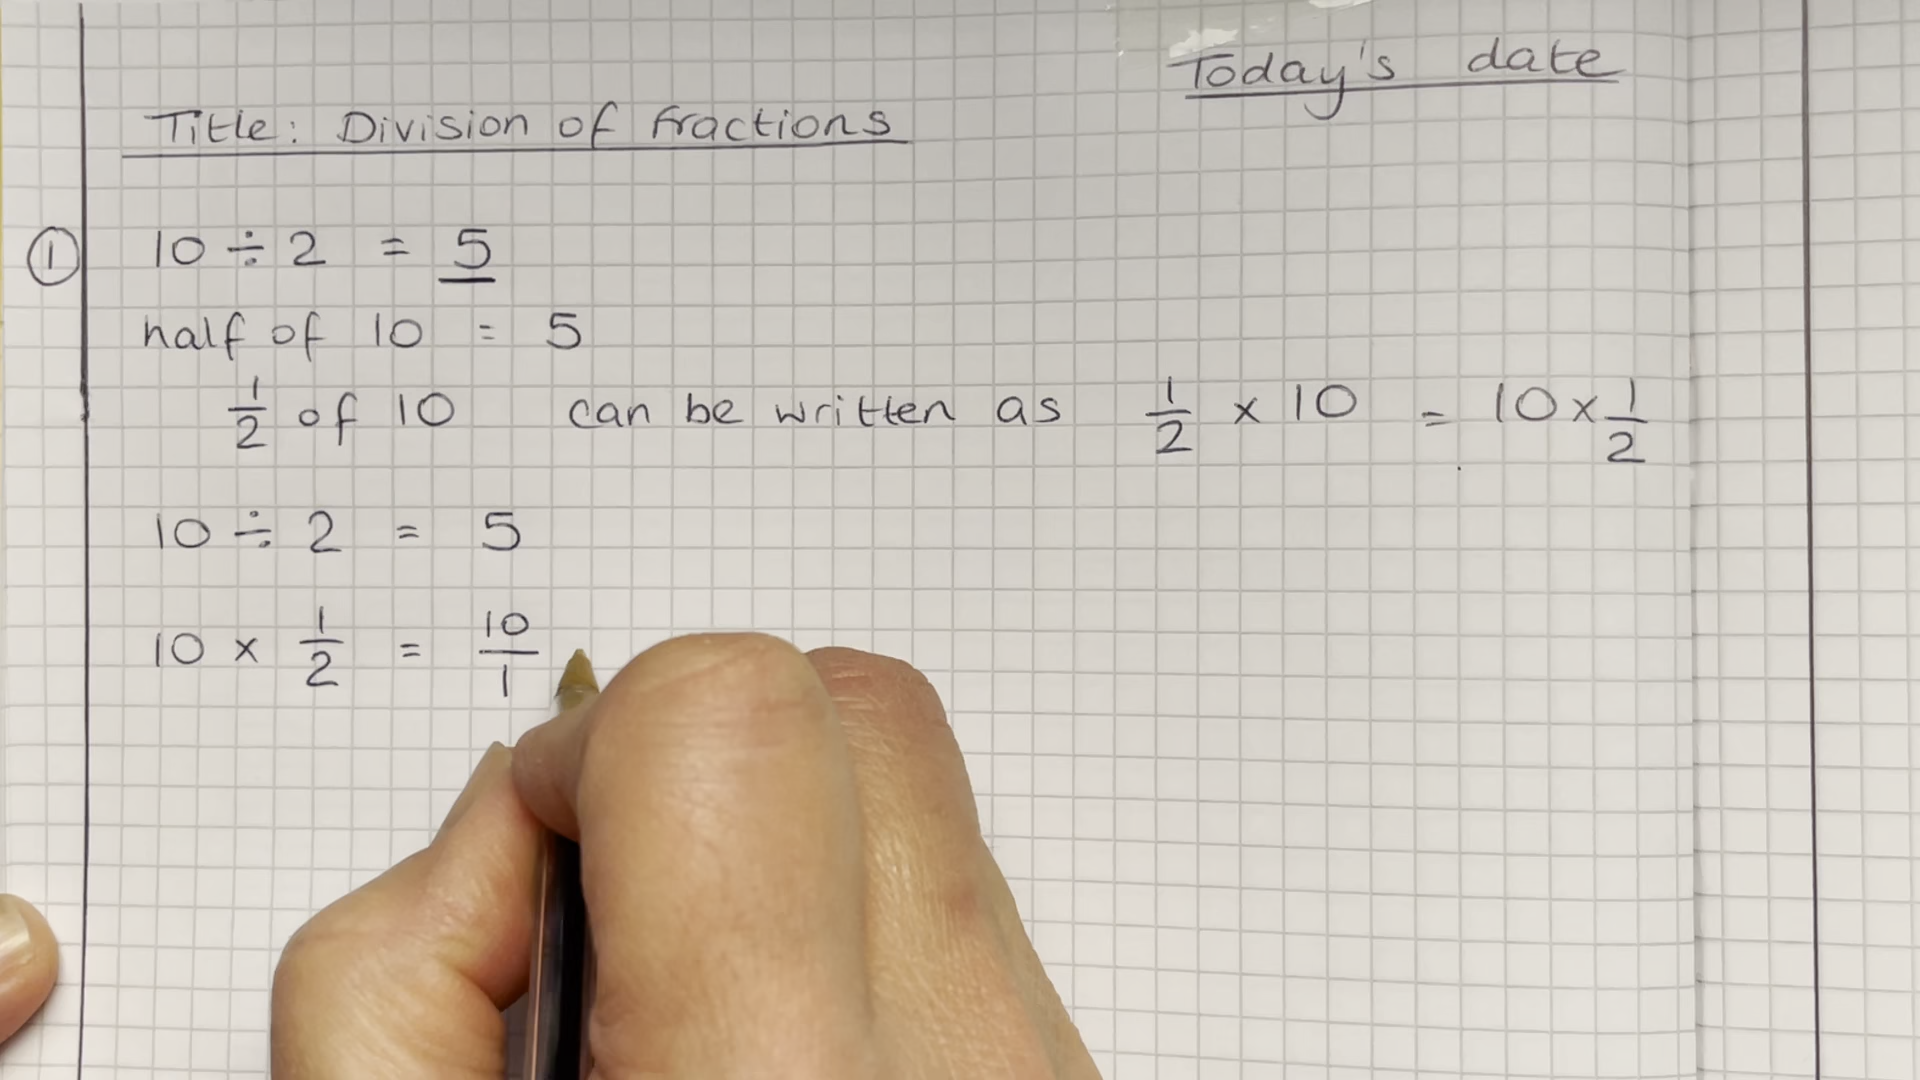 Today's date
Title: Division of fractions
① 10 ÷ 2 = 5
half of 10 = 5
1/2 of 10 can be written as 1/2 × 10 = 10 × 1/2
10 ÷ 2 = 5
10 × 1/2 = 10/1